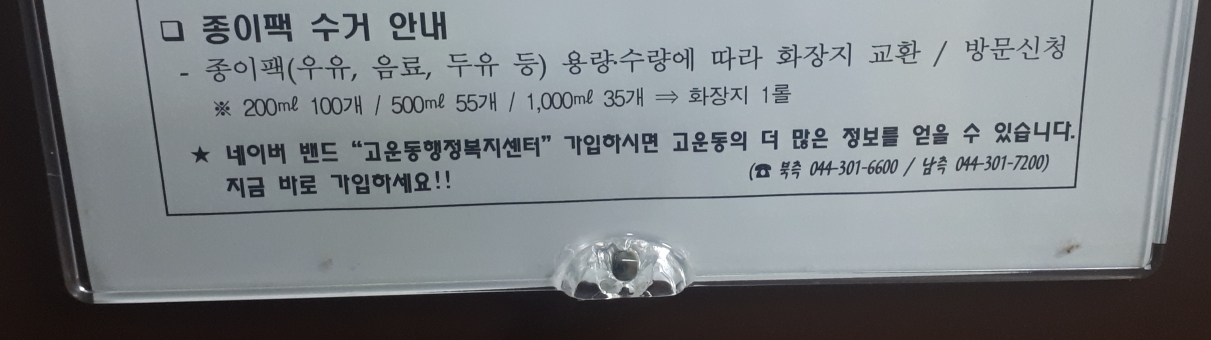 ❏ 종이팩 수거 안내
- 종이팩(우유, 음료, 두유 등) 용량·수량에 따라 화장지 교환 / 방문신청
※ 200㎖ 100개 / 500㎖ 55개 / 1,000㎖ 35개 ⇒ 화장지 1롤
★ 네이버 밴드 “고운동행정복지센터” 가입하시면 고운동의 더 많은 정보를 얻을 수 있습니다.
지금 바로 가입하세요!! (☎ 북측 044-301-6600 / 남측 044-301-7200)